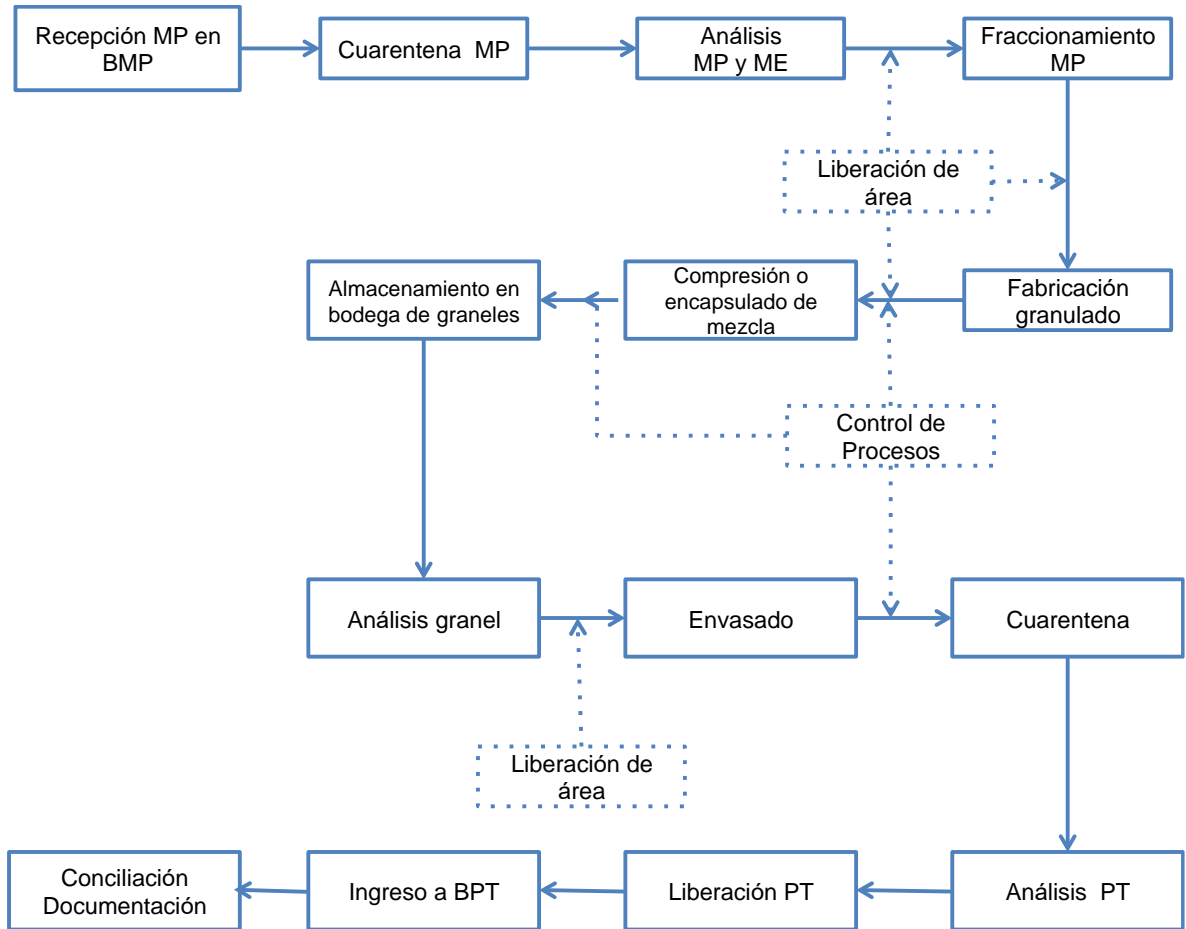 Recepción MP en
BMP
Cuarentena MP
Análisis
MP y ME
Fraccionamiento
MP
Liberación de
área
Almacenamiento en
bodega de graneles
Compresión o
encapsulado de
mezcla
Fabricación
granulado
Control de
Procesos
Análisis granel
Envasado
Cuarentena
Liberación de
área
Conciliación
Documentación
Ingreso a BPT
Liberación PT
Análisis PT